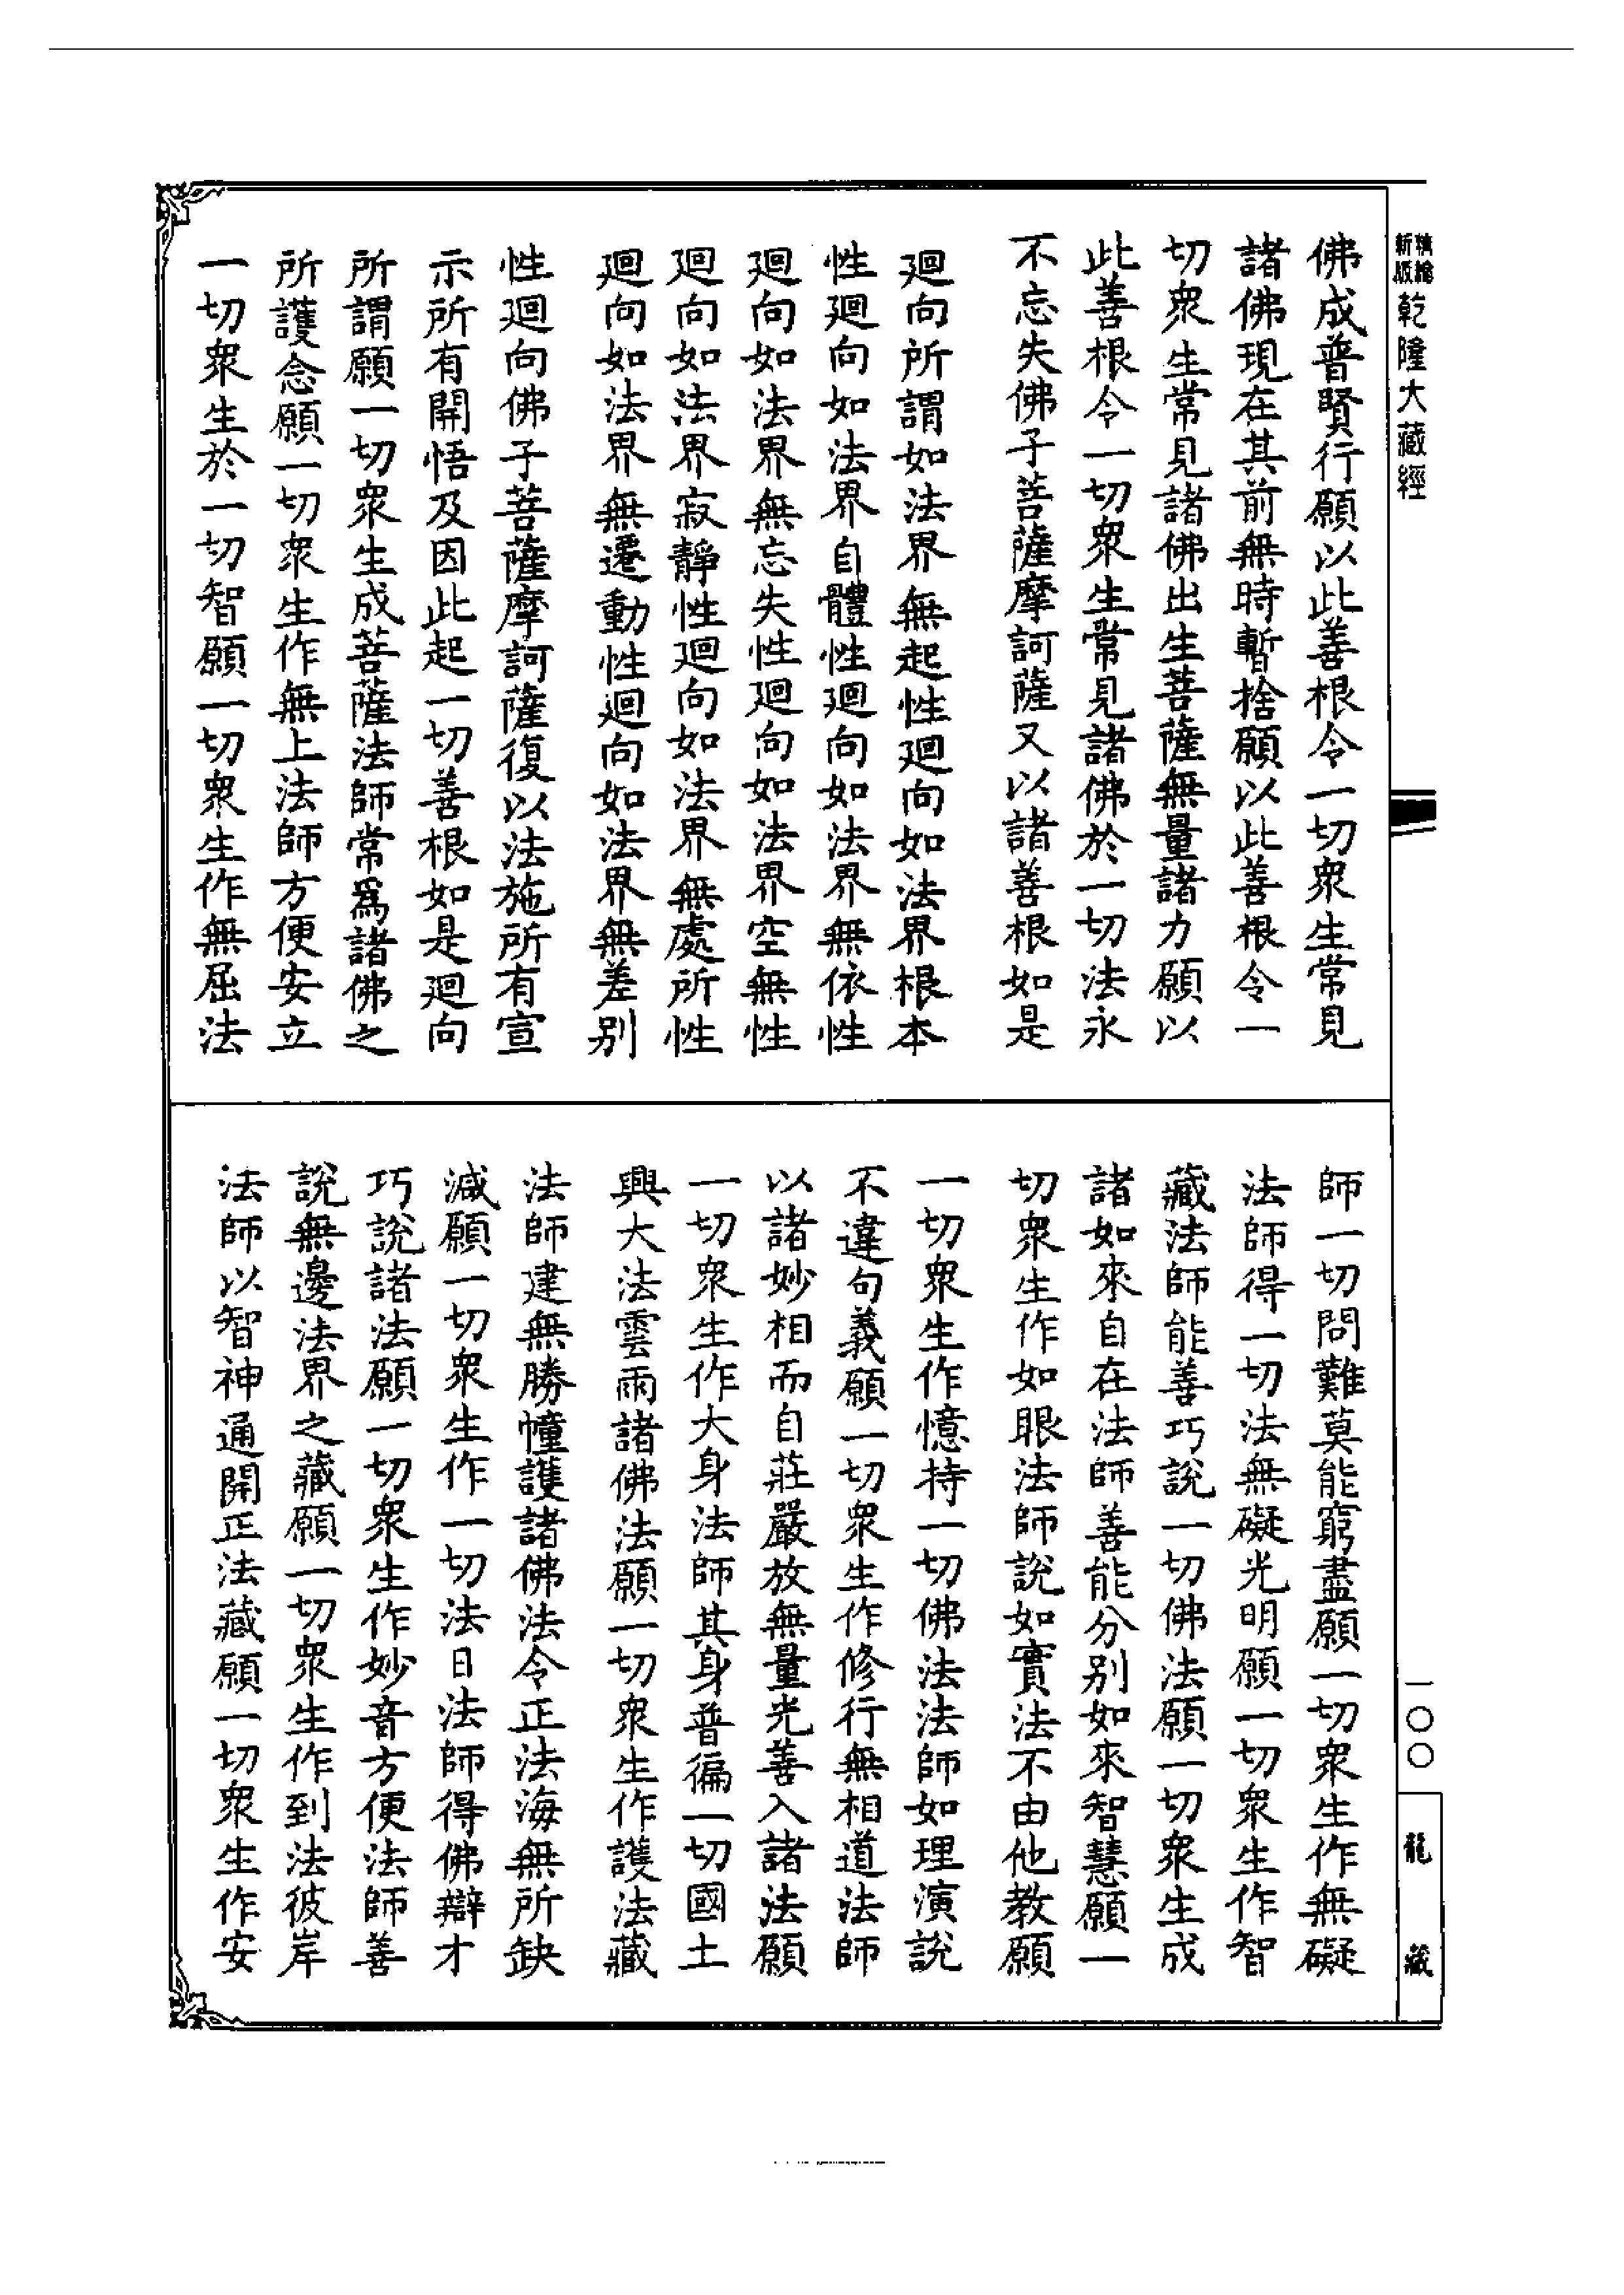 新版
精繪
乾隆大藏經
佛成普賢行願以此善根令一切衆生常見
諸佛現在其前無時暫捨願以此善根令一
切衆生常見諸佛出生菩薩無量諸力願以
此善根令一切衆生常見諸佛於一切法永
不忘失佛子菩薩摩訶薩又以諸善根如是
廻向所謂如法界無起性廻向如法界根本
性廻向如法界自體性廻向如法界無依性
廻向如法界無忘失性廻向如法界空無性
廻向如法界寂靜性廻向如法界無處所性
廻向如法界無遷動性廻向如法界無差别
性廻向佛子菩薩摩訶薩復以法施所有宣
示所有開悟及因此起一切善根如是廻向
所謂願一切衆生成菩薩法師常爲諸佛之
所護念願一切衆生作無上法師方便安立
一切衆生於一切智願一切衆生作無屈法
師一切問難莫能窮盡願一切衆生作無礙
法師得一切法無礙光明願一切衆生作智
藏法師能善巧說一切佛法願一切衆生成
諸如來自在法師善能分别如來智慧願一
切衆生作如眼法師說如實法不由他教願
一切衆生作憶持一切佛法法師如理演說
不違句義願一切衆生作修行無相道法師
以諸妙相而自莊嚴放無量光善入諸法願
一切衆生作大身法師其身普徧一切國土
興大法雲雨諸佛法願一切衆生作護法藏
法師建無勝幢護諸佛法令正法海無所缺
減願一切衆生作一切法日法師得佛辯才
巧說諸法願一切衆生作妙音方便法師善
說無邊法界之藏願一切衆生作到法彼岸
法師以智神通開正法藏願一切衆生作安
一〇〇
龍藏